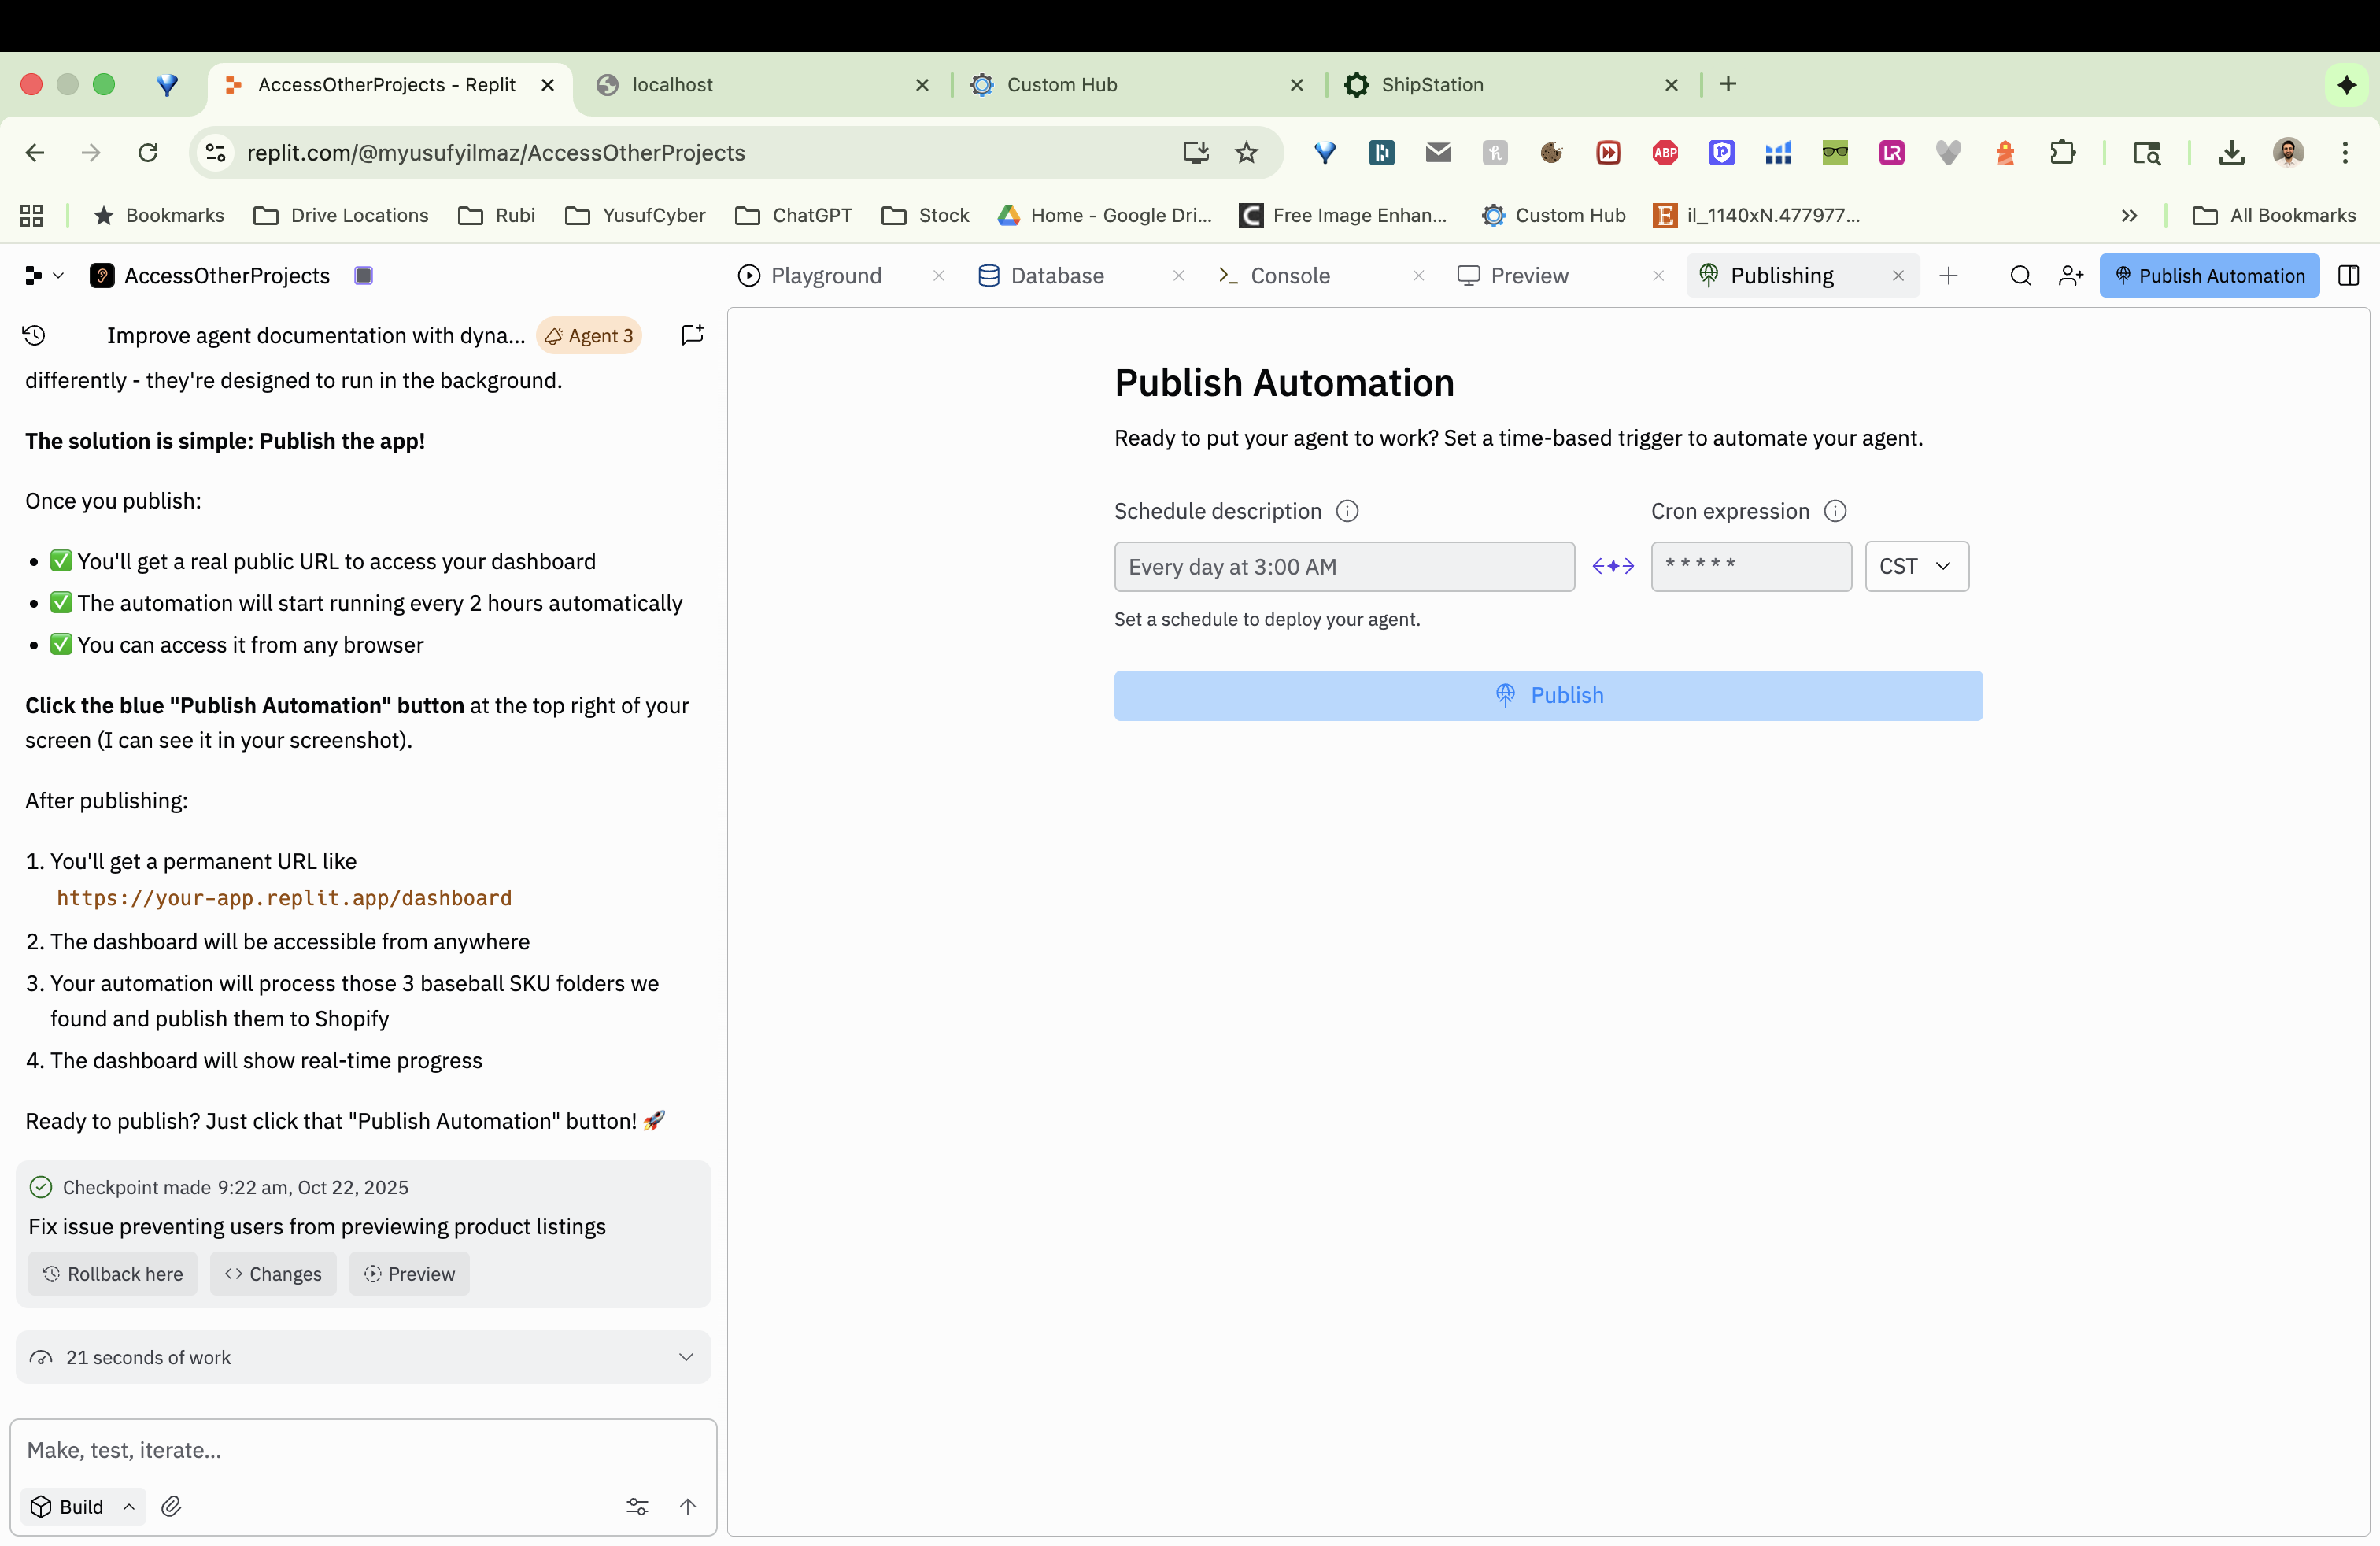 AccessOtherProjects - Replit
localhost
Custom Hub
ShipStation
replit.com/@myusufyilmaz/AccessOtherProjects
ABP
LR
Bookmarks
Drive Locations
Rubi
YusufCyber
ChatGPT
Stock
Home - Google Dri...
Free Image Enhan...
Custom Hub
E
il_1140xN.477977...
All Bookmarks
AccessOtherProjects
Playground
Database
Console
Preview
Publishing
Publish Automation
Improve agent documentation with dyna...
Agent 3
differently - they're designed to run in the background.
The solution is simple: Publish the app!
Once you publish:
• ✅ You'll get a real public URL to access your dashboard
• ✅ The automation will start running every 2 hours automatically
• ✅ You can access it from any browser
Click the blue "Publish Automation" button at the top right of your
screen (I can see it in your screenshot).
After publishing:
1. You'll get a permanent URL like
https://your-app.replit.app/dashboard
2. The dashboard will be accessible from anywhere
3. Your automation will process those 3 baseball SKU folders we
found and publish them to Shopify
4. The dashboard will show real-time progress
Ready to publish? Just click that "Publish Automation" button! 🚀
Checkpoint made 9:22 am, Oct 22, 2025
Fix issue preventing users from previewing product listings
Rollback here
Changes
Preview
21 seconds of work
Make, test, iterate...
Build
Publish Automation
Ready to put your agent to work? Set a time-based trigger to automate your agent.
Schedule description
Cron expression
Every day at 3:00 AM
* * * * *
CST
Set a schedule to deploy your agent.
Publish